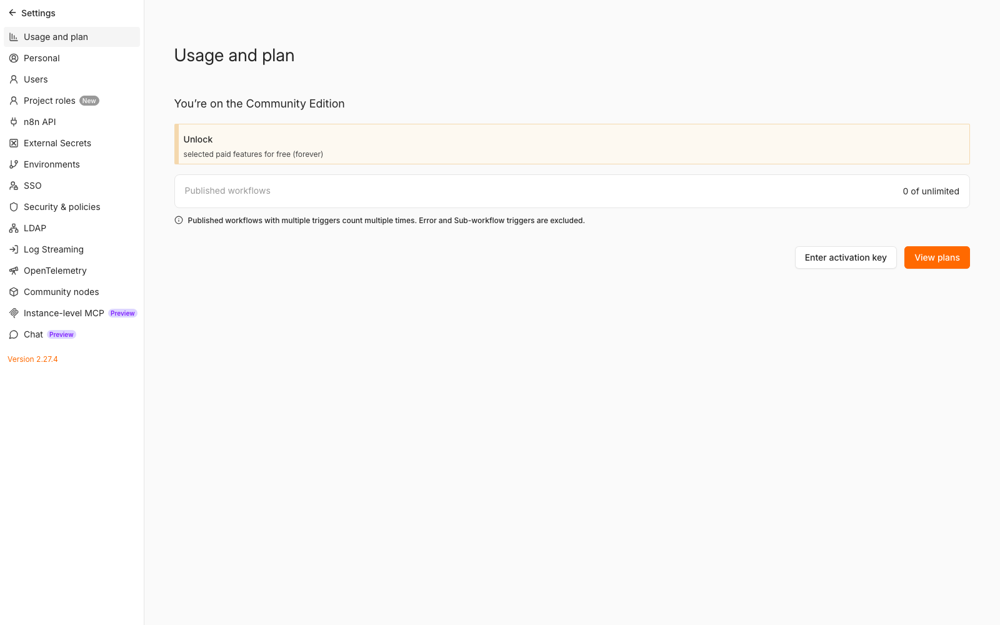 Settings
Usage and plan
Personal
Users
Project roles New
n8n API
External Secrets
Environments
SSO
Security & policies
LDAP
Log Streaming
OpenTelemetry
Community nodes
Instance-level MCP Preview
Chat Preview
Version 2.27.4
Usage and plan
You’re on the Community Edition
Unlock
selected paid features for free (forever)
Published workflows 0 of unlimited
Published workflows with multiple triggers count multiple times. Error and Sub-workflow triggers are excluded.
Enter activation key View plans